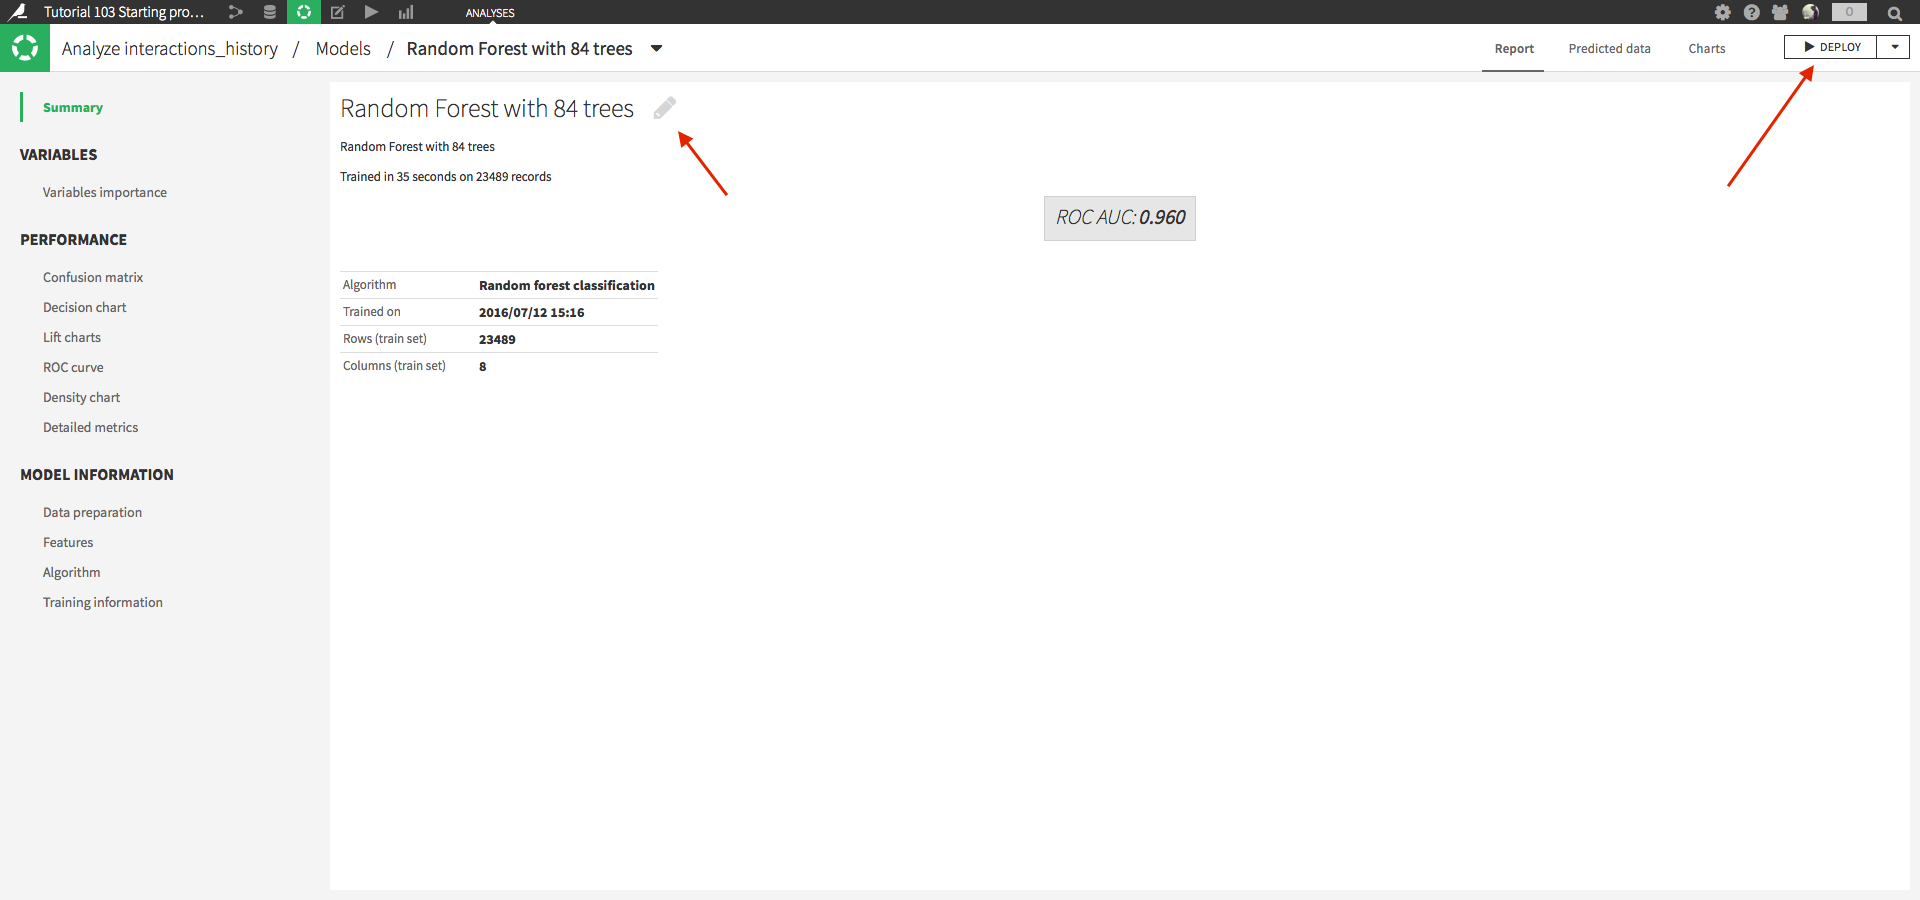 Tutorial 103 Starting pro...
ANALYSES
0
Analyze interactions_history / Models / Random Forest with 84 trees
Report
Predicted data
Charts
DEPLOY
Summary
VARIABLES
Variables importance
PERFORMANCE
Confusion matrix
Decision chart
Lift charts
ROC curve
Density chart
Detailed metrics
MODEL INFORMATION
Data preparation
Features
Algorithm
Training information
Random Forest with 84 trees
Random Forest with 84 trees
Trained in 35 seconds on 23489 records
ROC AUC: 0.960
Algorithm Random forest classification
Trained on 2016/07/12 15:16
Rows (train set) 23489
Columns (train set) 8